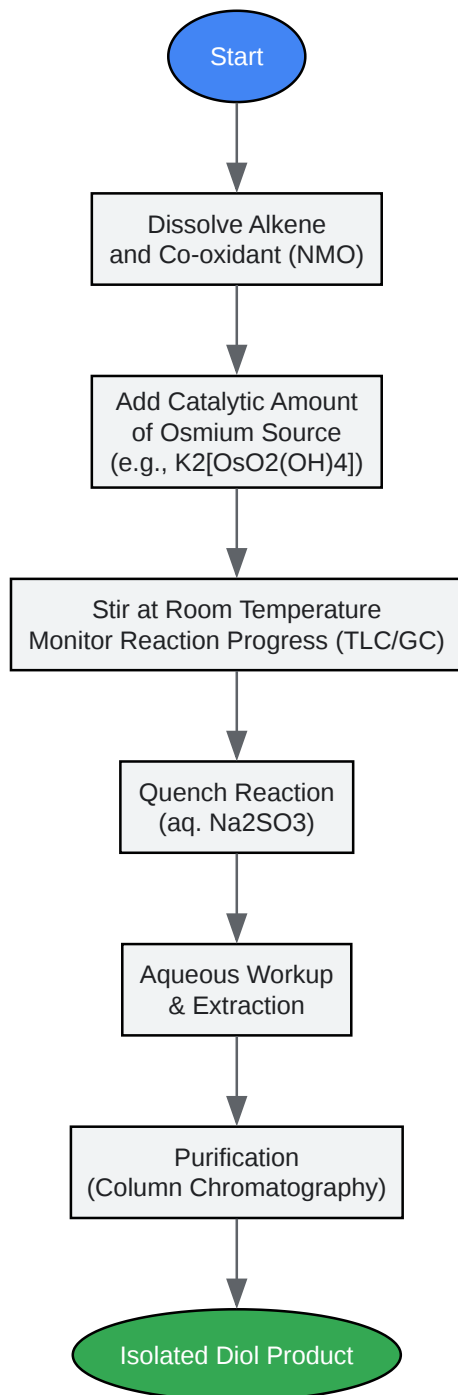 Start
Dissolve Alkene
and Co-oxidant (NMO)
Add Catalytic Amount
of Osmium Source
(e.g., K2[OsO2(OH)4])
Stir at Room Temperature
Monitor Reaction Progress (TLC/GC)
Quench Reaction
(aq. Na2SO3)
Aqueous Workup
& Extraction
Purification
(Column Chromatography)
Isolated Diol Product